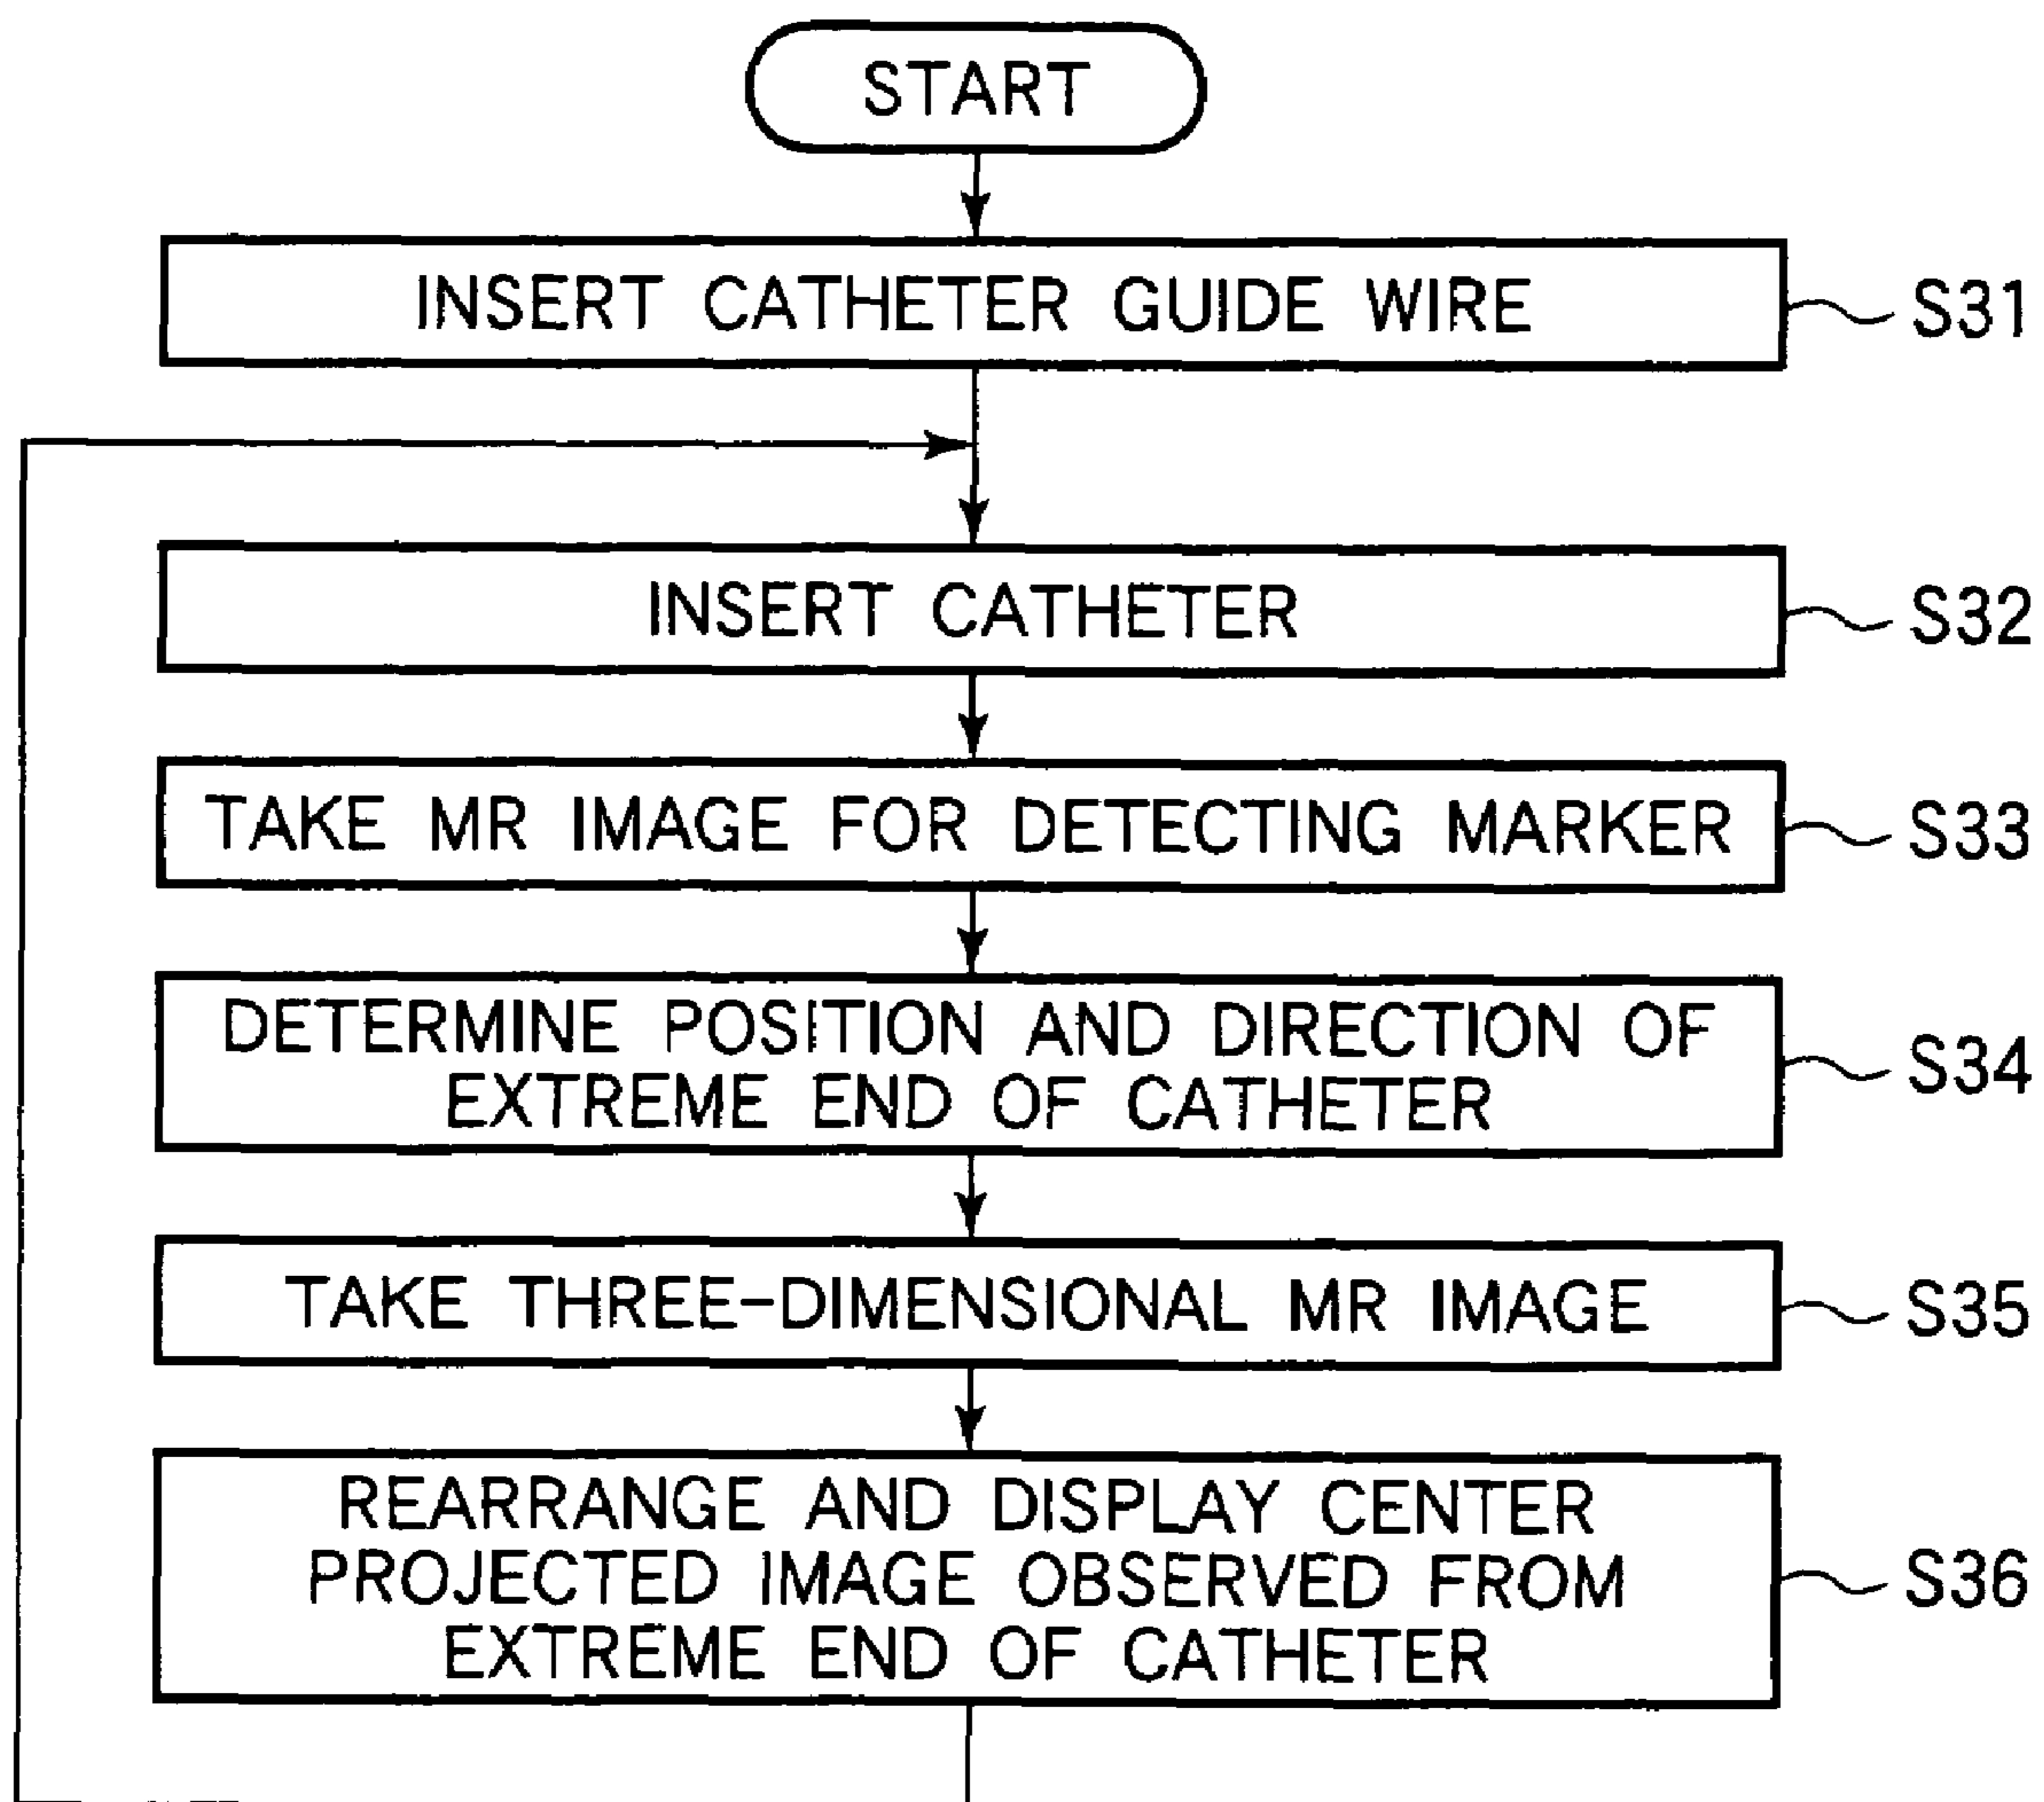 START
INSERT CATHETER GUIDE WIRE
S31
INSERT CATHETER
S32
TAKE MR IMAGE FOR DETECTING MARKER
S33
DETERMINE POSITION AND DIRECTION OF
EXTREME END OF CATHETER
S34
TAKE THREE-DIMENSIONAL MR IMAGE
S35
REARRANGE AND DISPLAY CENTER
PROJECTED IMAGE OBSERVED FROM
EXTREME END OF CATHETER
S36